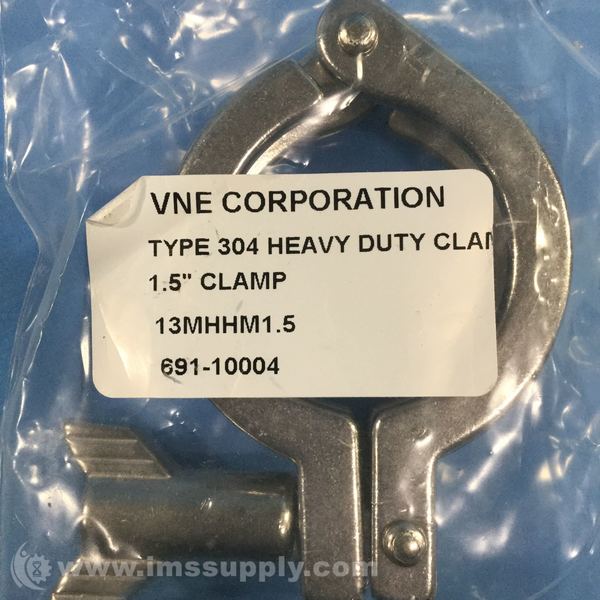 VNE CORPORATION
TYPE 304 HEAVY DUTY CLAM
1.5" CLAMP
13MHHM1.5
691-10004
www.imssupply.com